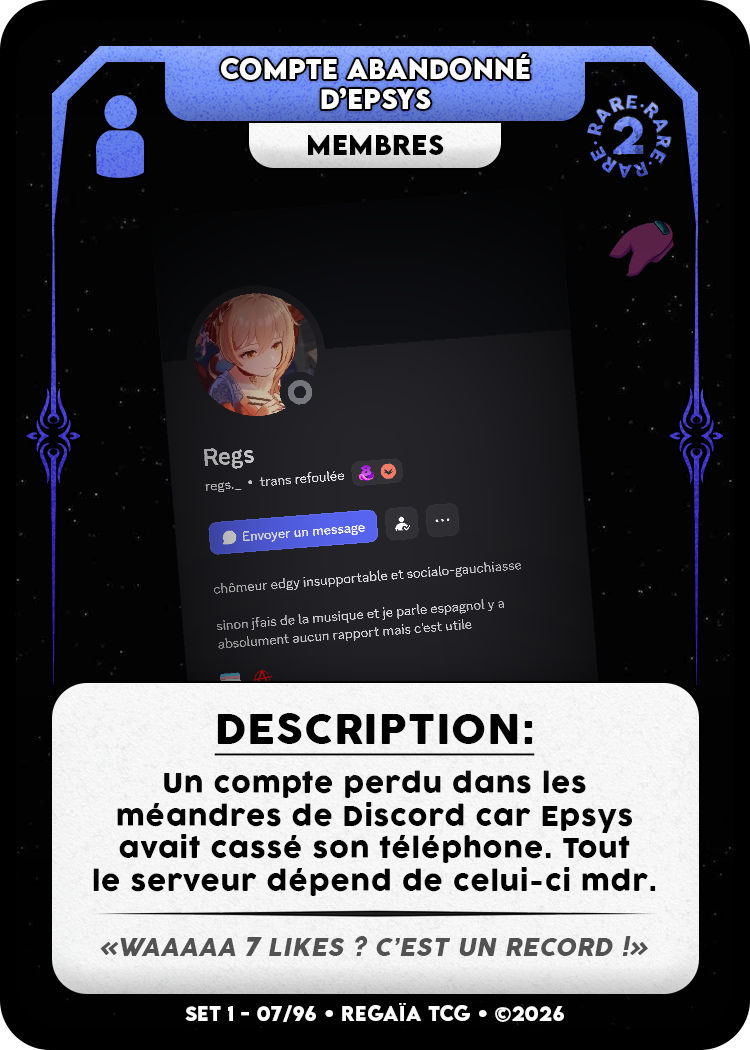 COMPTE ABANDONNÉ
D'EPSYS
MEMBRES
RARE • RARE • RARE •
2
Regs
regs._ • trans refoulée
Envoyer un message
chômeur edgy insupportable et socialo-gauchiasse
sinon jfais de la musique et je parle espagnol y a
absolument aucun rapport mais c'est utile
DESCRIPTION:
Un compte perdu dans les
méandres de Discord car Epsys
avait cassé son téléphone. Tout
le serveur dépend de celui-ci mdr.
«WAAAAA 7 LIKES ? C'EST UN RECORD !»
SET 1 - 07/96 • REGAÏA TCG • ©2026